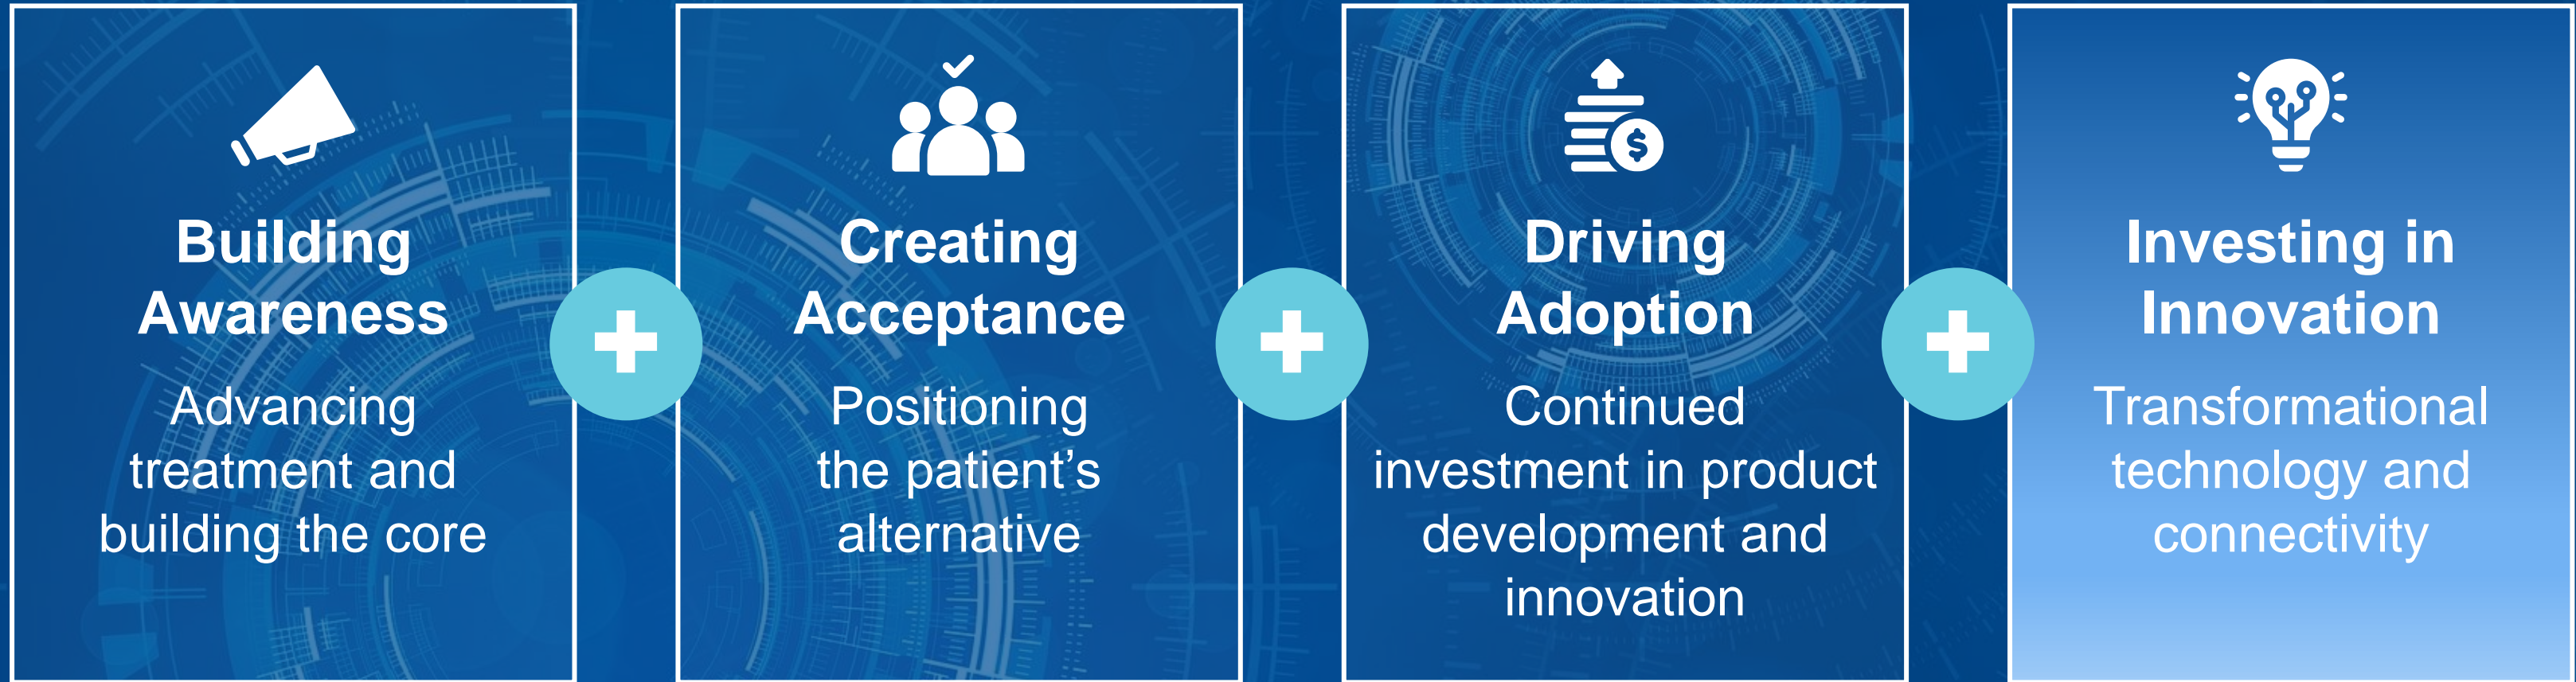 Building
Awareness
Advancing
treatment and
building the core
Creating
Acceptance
Positioning
the patient’s
alternative
Driving
Adoption
Continued
investment in product
development and
innovation
Investing in
Innovation
Transformational
technology and
connectivity